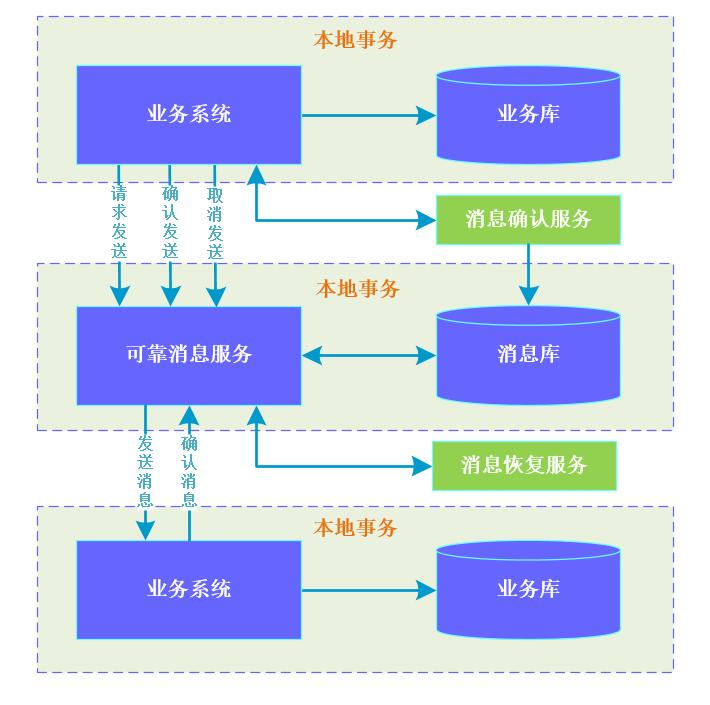 本地事务
业务系统
业务库
请求发送
确认发送
取消发送
消息确认服务
本地事务
可靠消息服务
消息库
发送消息
确认消息
消息恢复服务
本地事务
业务系统
业务库